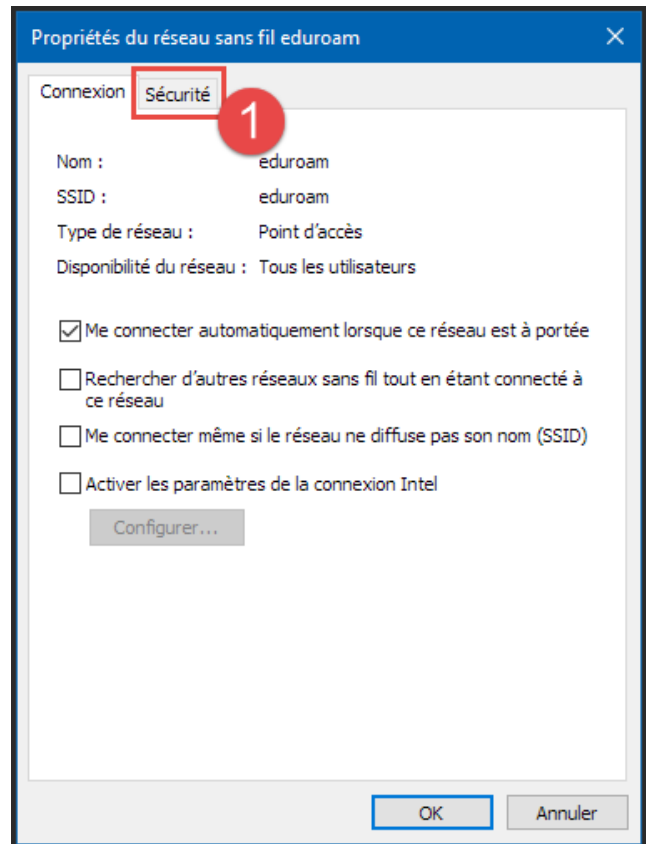 Propriétés du réseau sans fil eduroam
Connexion Sécurité
1
Nom : eduroam
SSID : eduroam
Type de réseau : Point d’accès
Disponibilité du réseau : Tous les utilisateurs
Me connecter automatiquement lorsque ce réseau est à portée
Rechercher d’autres réseaux sans fil tout en étant connecté à
ce réseau
Me connecter même si le réseau ne diffuse pas son nom (SSID)
Activer les paramètres de la connexion Intel
Configurer...
OK Annuler